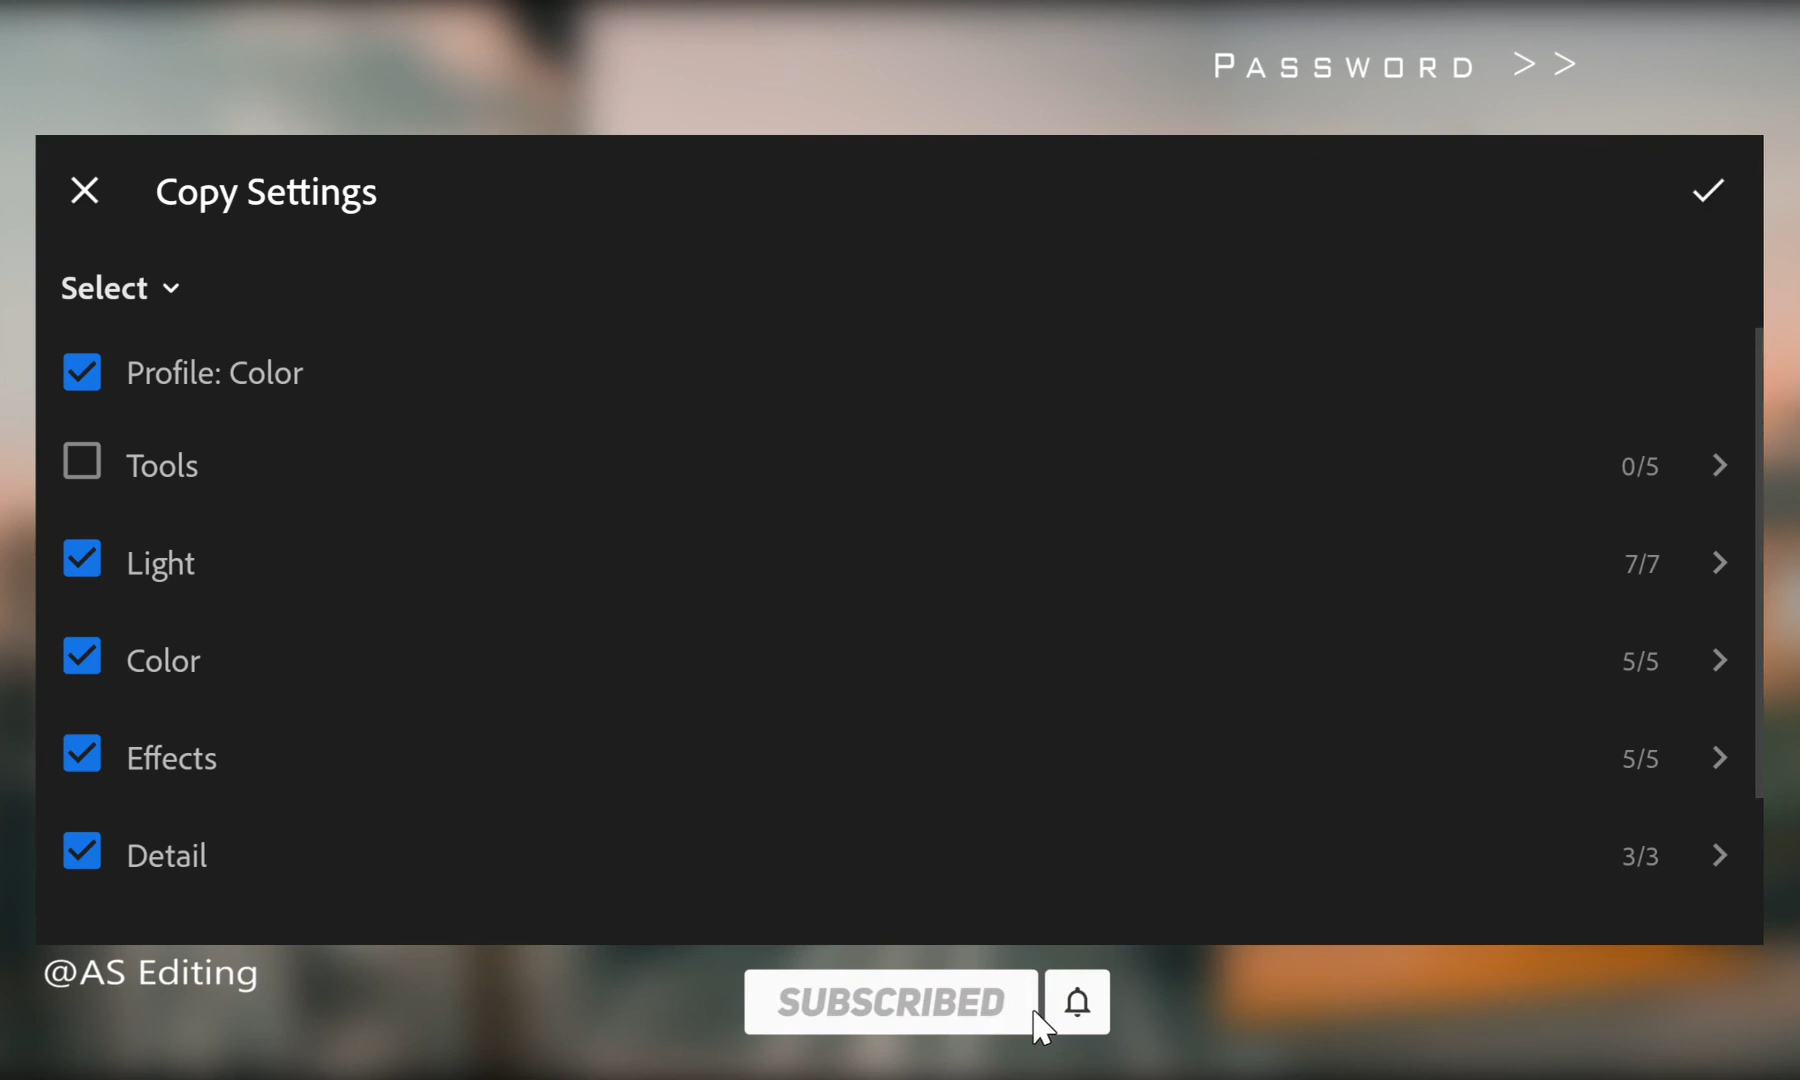 PASSWORD >>
Copy Settings
Select
Profile: Color
Tools 0/5
Light 7/7
Color 5/5
Effects 5/5
Detail 3/3
@AS Editing
SUBSCRIBED